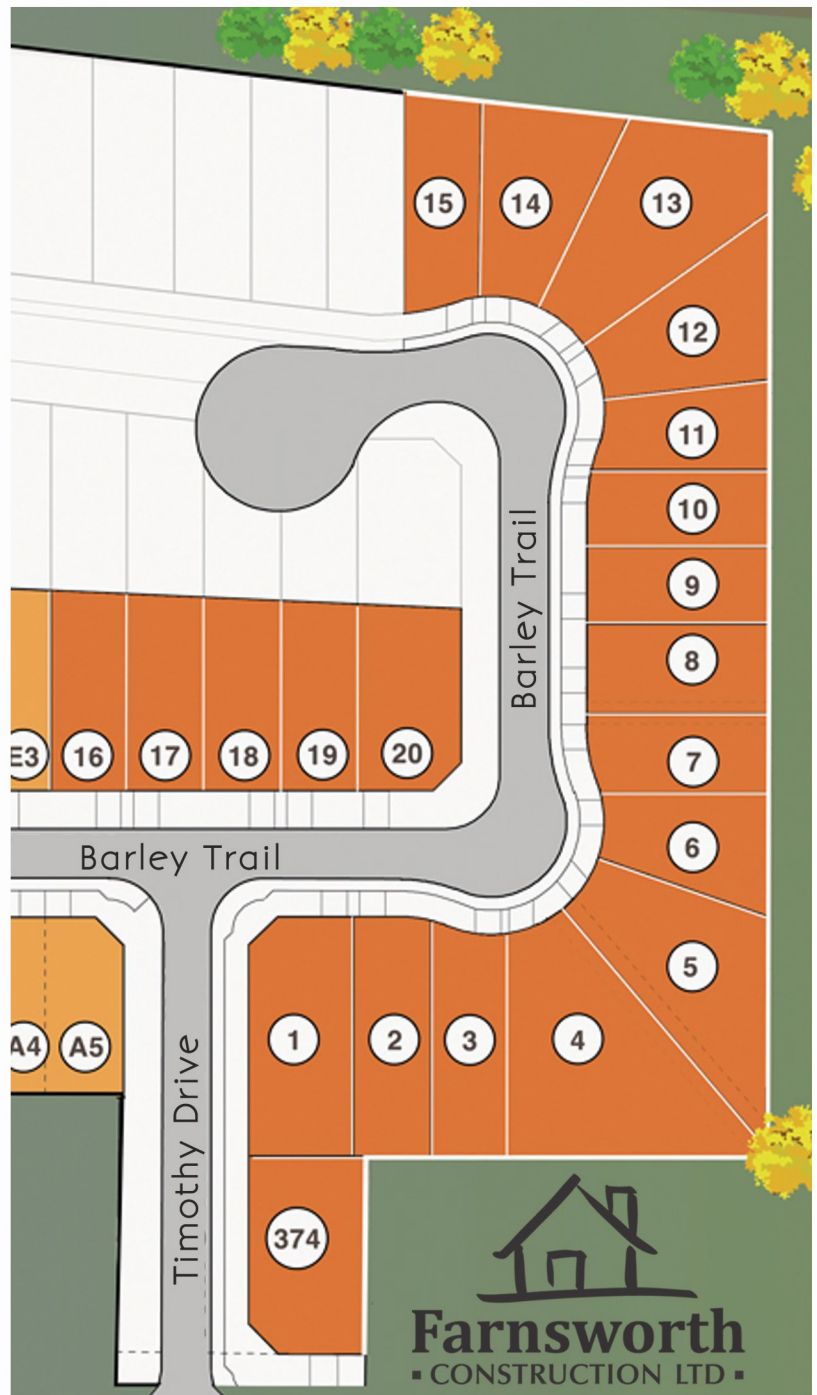 15
14
13
12
11
10
9
8
7
6
5
Barley Trail
E3
16
17
18
19
20
Barley Trail
A4
A5
1
2
3
4
Timothy Drive
374
Farnsworth
▪ CONSTRUCTION LTD ▪